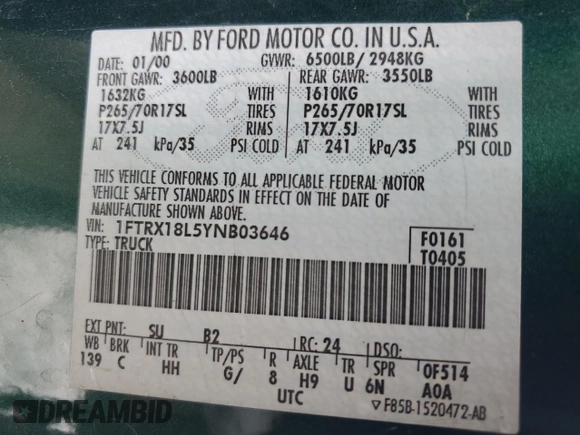 MFD. BY FORD MOTOR CO. IN U.S.A.
DATE: 01/00 GVWR: 6500LB/ 2948KG
FRONT GAWR: 3600LB REAR GAWR: 3550LB
1632KG WITH 1610KG WITH
P265/70R17SL TIRES P265/70R17SL TIRES
17X7.5J RIMS 17X7.5J RIMS
AT 241 kPa/35 PSI COLD AT 241 kPa/35 PSI COLD
THIS VEHICLE CONFORMS TO ALL APPLICABLE FEDERAL MOTOR
VEHICLE SAFETY STANDARDS IN EFFECT ON THE DATE OF
MANUFACTURE SHOWN ABOVE.
VIN: 1FTRX18L5YNB03646 F0161
TYPE: TRUCK T0405
EXT PNT: SU B2 RC: 24 DSO:
WB BRK INT TR TP/PS R AXLE TR SPR 0F514
139 C HH G/ 8 H9 U 6N A0A
UTC
▽ F85B-1520472-AB
DREAMBID